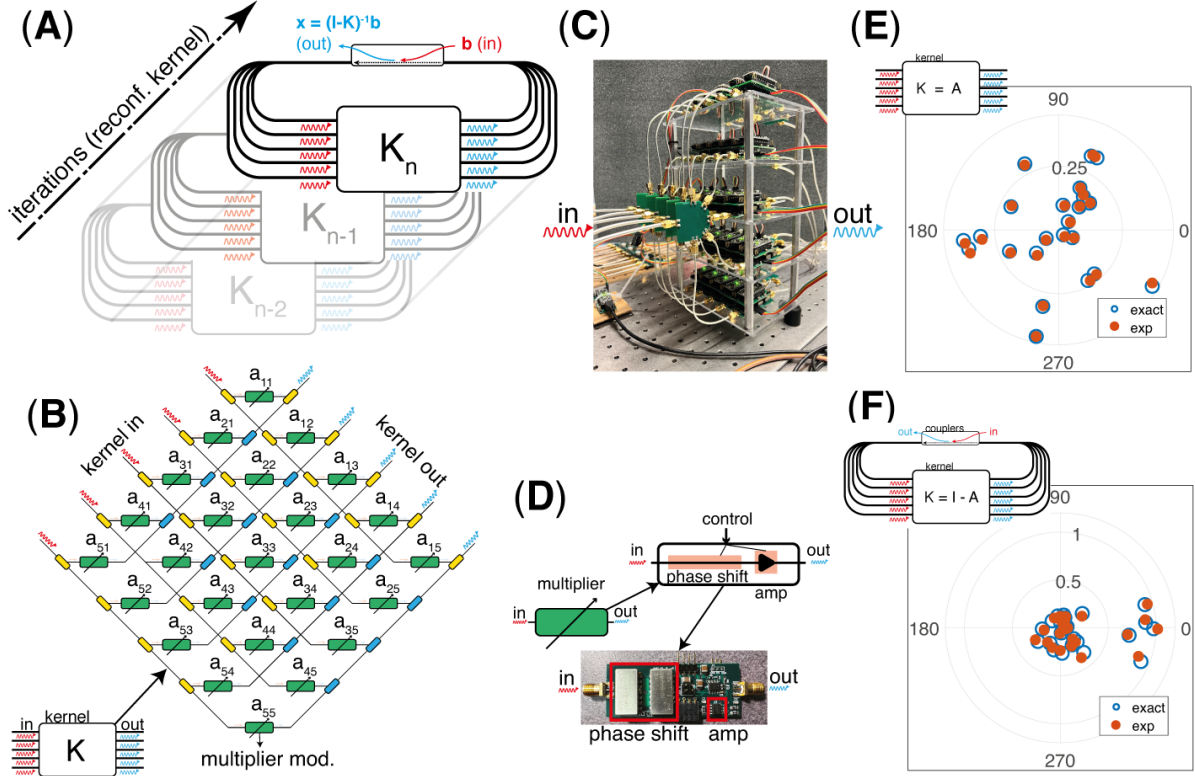 (A)
iterations (reconf. kernel)
x = (I-K)⁻¹b
(out)
b (in)
Kn
Kn-1
Kn-2
(B)
kernel in
kernel out
a11
a21
a12
a31
a22
a13
a41
a32
a23
a14
a51
a42
a33
a24
a15
a52
a43
a34
a25
a53
a44
a35
a54
a45
a55
multiplier mod.
in
kernel
out
K
(C)
in
out
(D)
control
in
out
phase shift
amp
multiplier
in
out
in
out
phase shift
amp
(E)
kernel
K = A
90
0.25
180
0
270
exact
exp
(F)
out
couplers
in
kernel
K = I - A
90
1
0.5
180
0
270
exact
exp